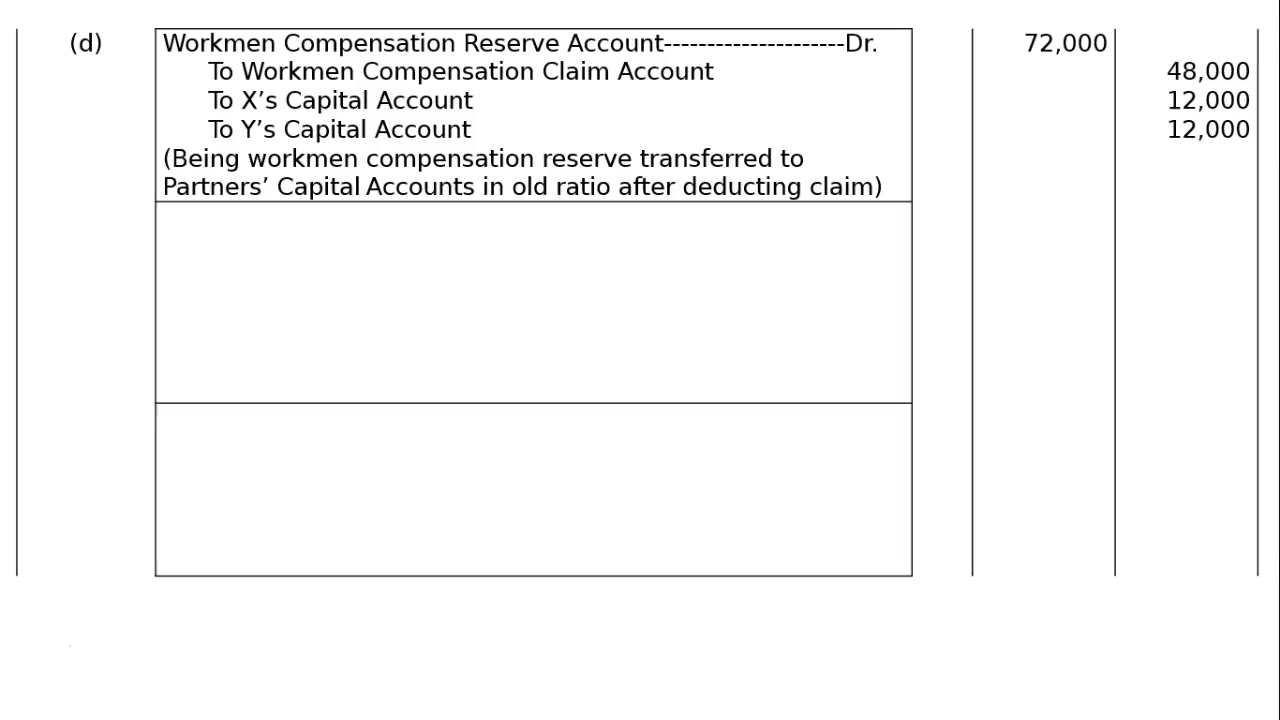 (d) Workmen Compensation Reserve Account---------------------Dr. 72,000
To Workmen Compensation Claim Account 48,000
To X’s Capital Account 12,000
To Y’s Capital Account 12,000
(Being workmen compensation reserve transferred to
Partners’ Capital Accounts in old ratio after deducting claim)